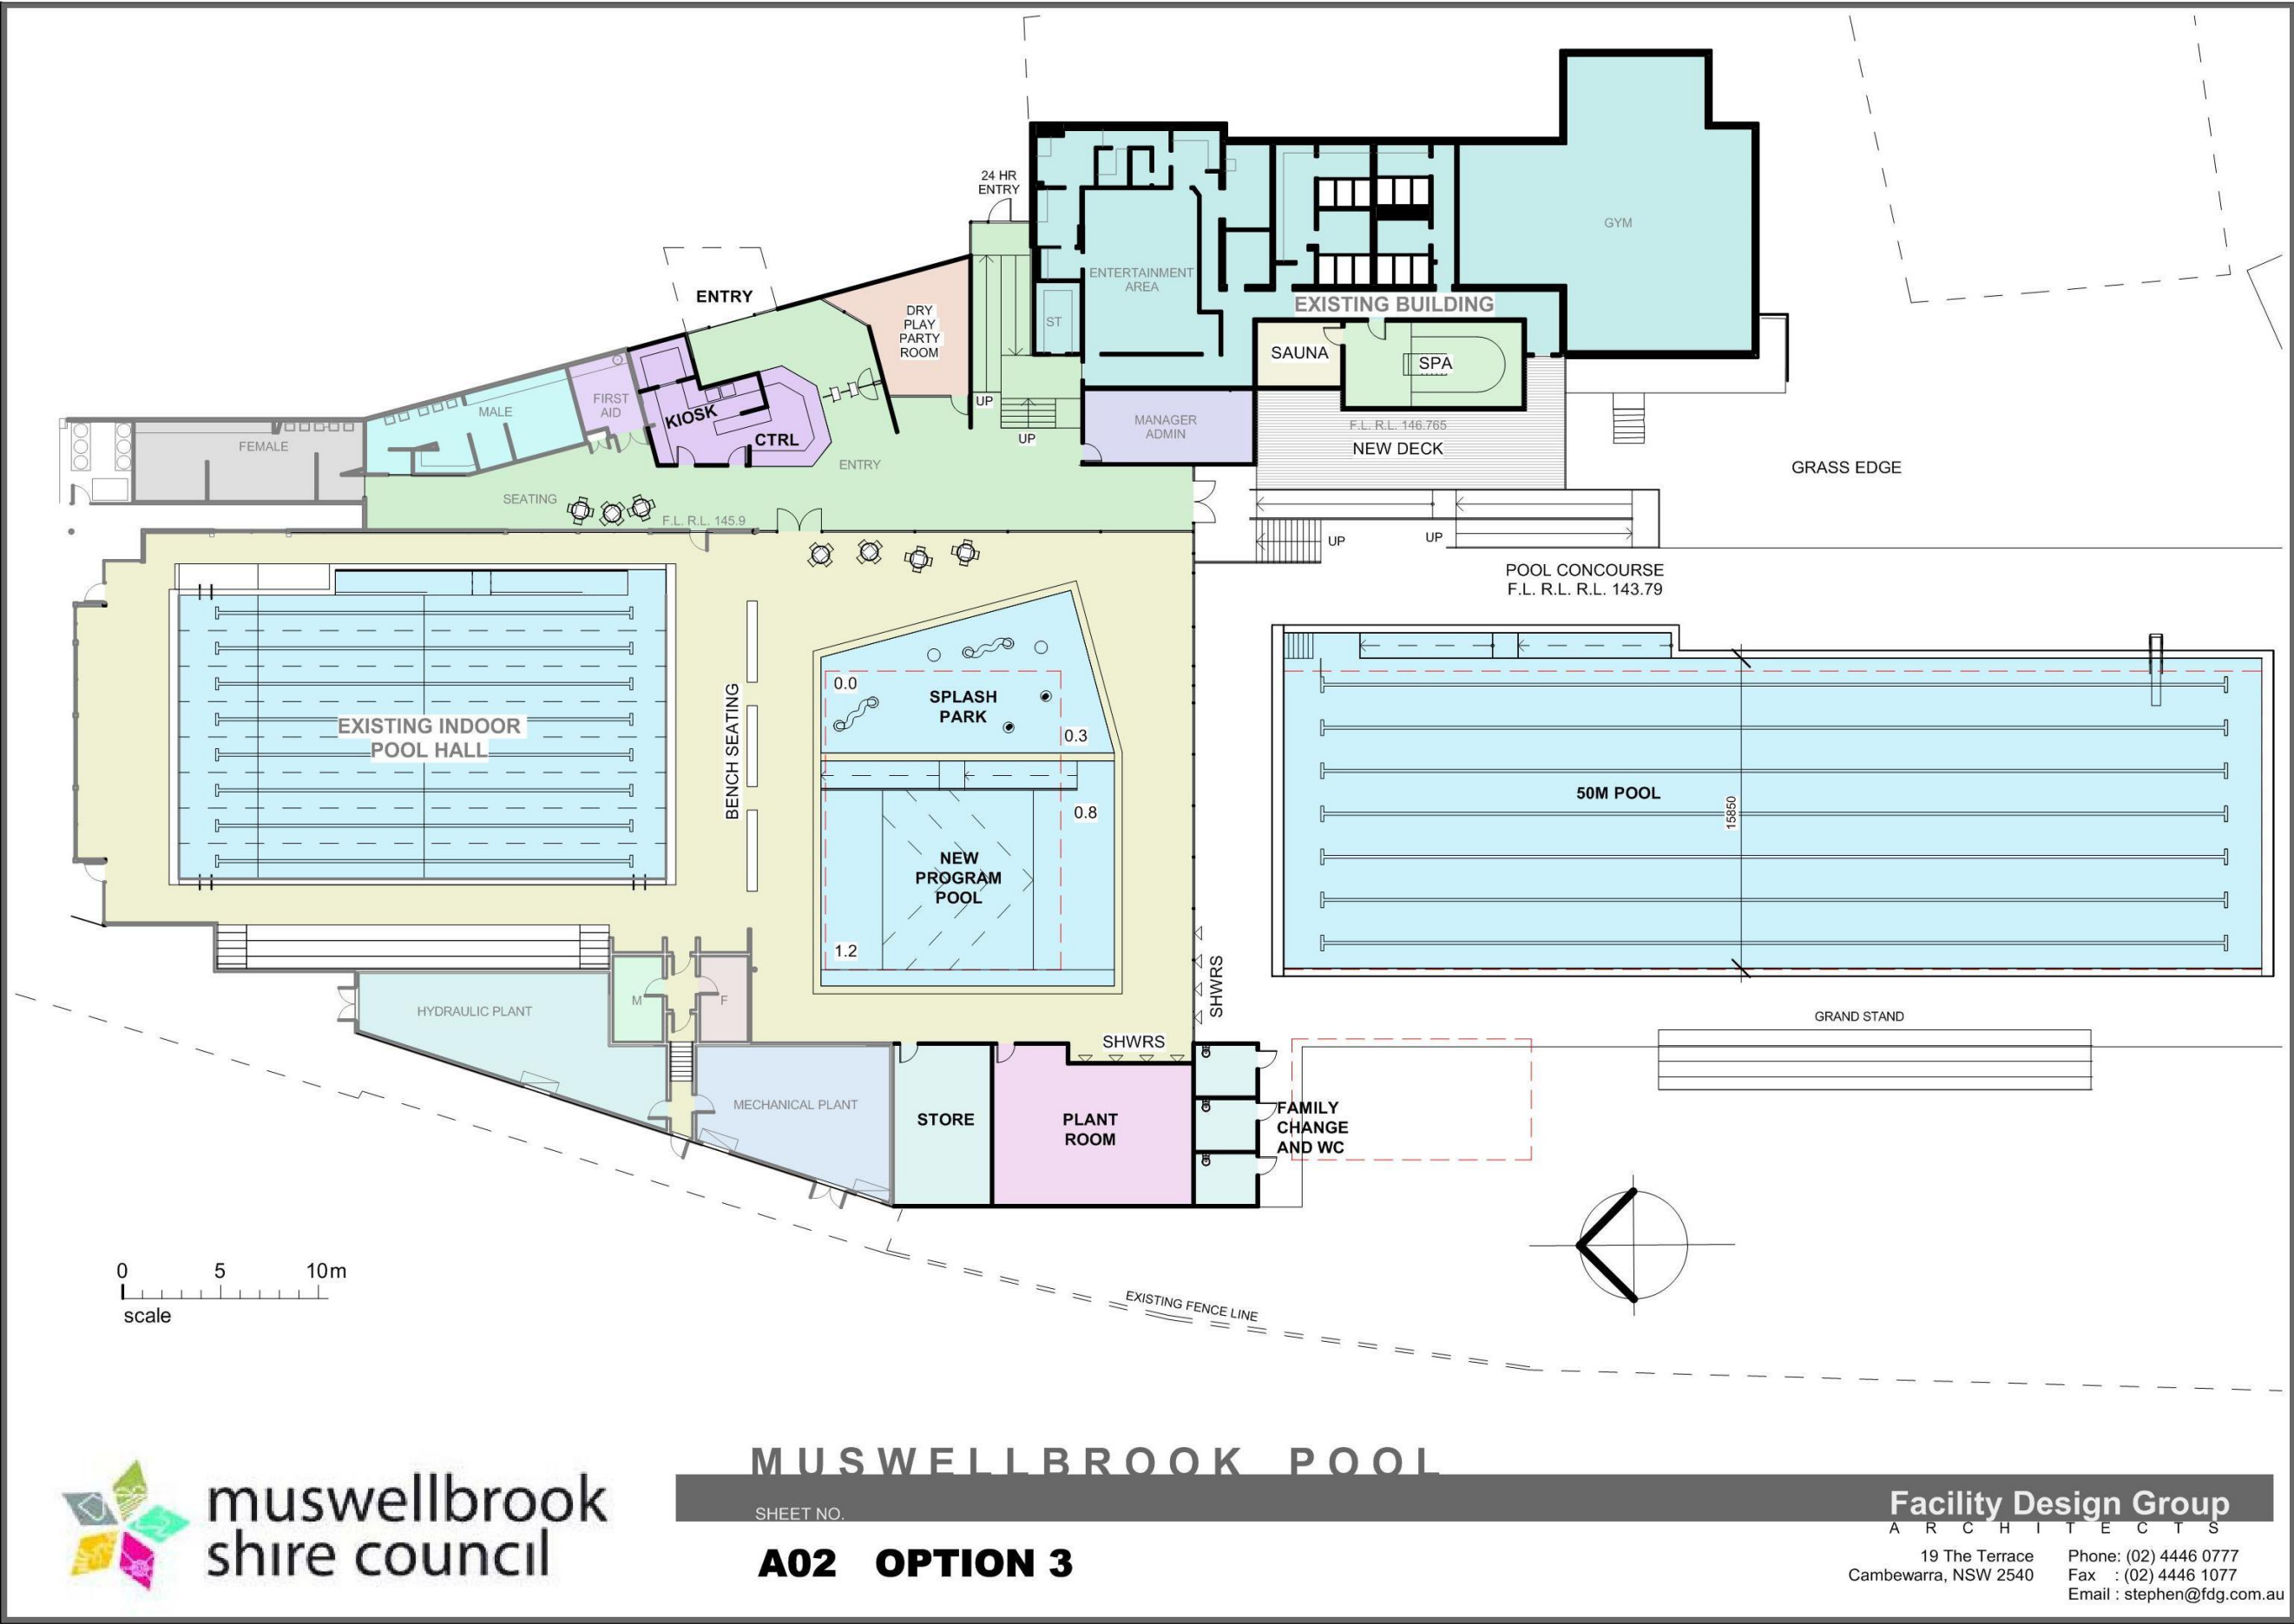 24 HR
ENTRY
GYM
ENTERTAINMENT
AREA
ENTRY
EXISTING BUILDING
DRY
PLAY
PARTY
ROOM
ST
SAUNA
SPA
FIRST
AID
MALE
KIOSK
UP
MANAGER
ADMIN
F.L. R.L. 146.765
NEW DECK
FEMALE
CTRL
UP
ENTRY
GRASS EDGE
SEATING
F.L. R.L. 145.9
UP
UP
POOL CONCOURSE
F.L. R.L. R.L. 143.79
0.0
SPLASH
PARK
0.3
EXISTING INDOOR
POOL HALL
BENCH SEATING
50M POOL
15850
0.8
NEW
PROGRAM
POOL
1.2
SHWRS
M
F
HYDRAULIC PLANT
GRAND STAND
SHWRS
MECHANICAL PLANT
STORE
PLANT
ROOM
FAMILY
CHANGE
AND WC
0 5 10m
scale
EXISTING FENCE LINE
MUSWELLBROOK POOL
muswellbrook
shire council
SHEET NO.
A02 OPTION 3
Facility Design Group
ARCHITECTS
19 The Terrace
Cambewarra, NSW 2540
Phone: (02) 4446 0777
Fax : (02) 4446 1077
Email : stephen@fdg.com.au